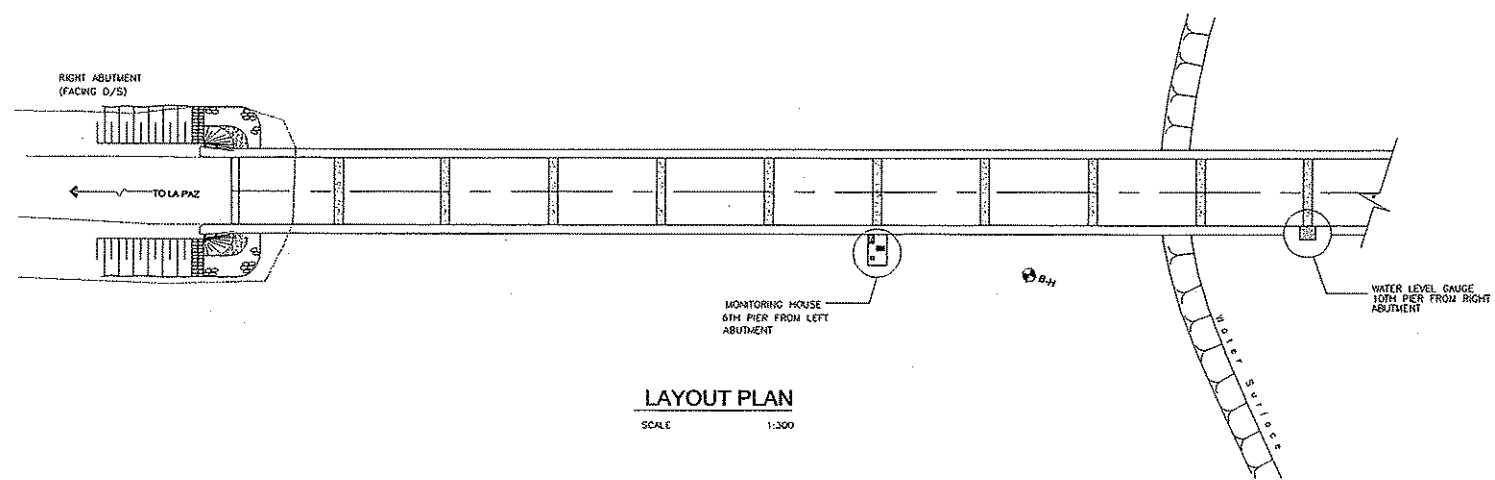 RIGHT ABUTMENT
(FACING D/S)
TO LA PAZ
B-H
MONITORING HOUSE
6TH PIER FROM LEFT
ABUTMENT
WATER LEVEL GAUGE
10TH PIER FROM RIGHT
ABUTMENT
Water Surface
LAYOUT PLAN
SCALE 1:300